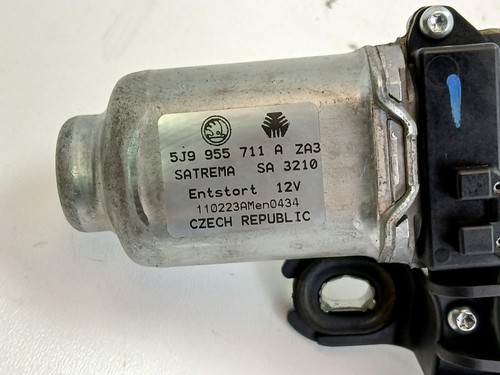 5J9 955 711 A ZA3
SATREMA SA 3210
Entstort 12V
110223AMen0434
CZECH REPUBLIC